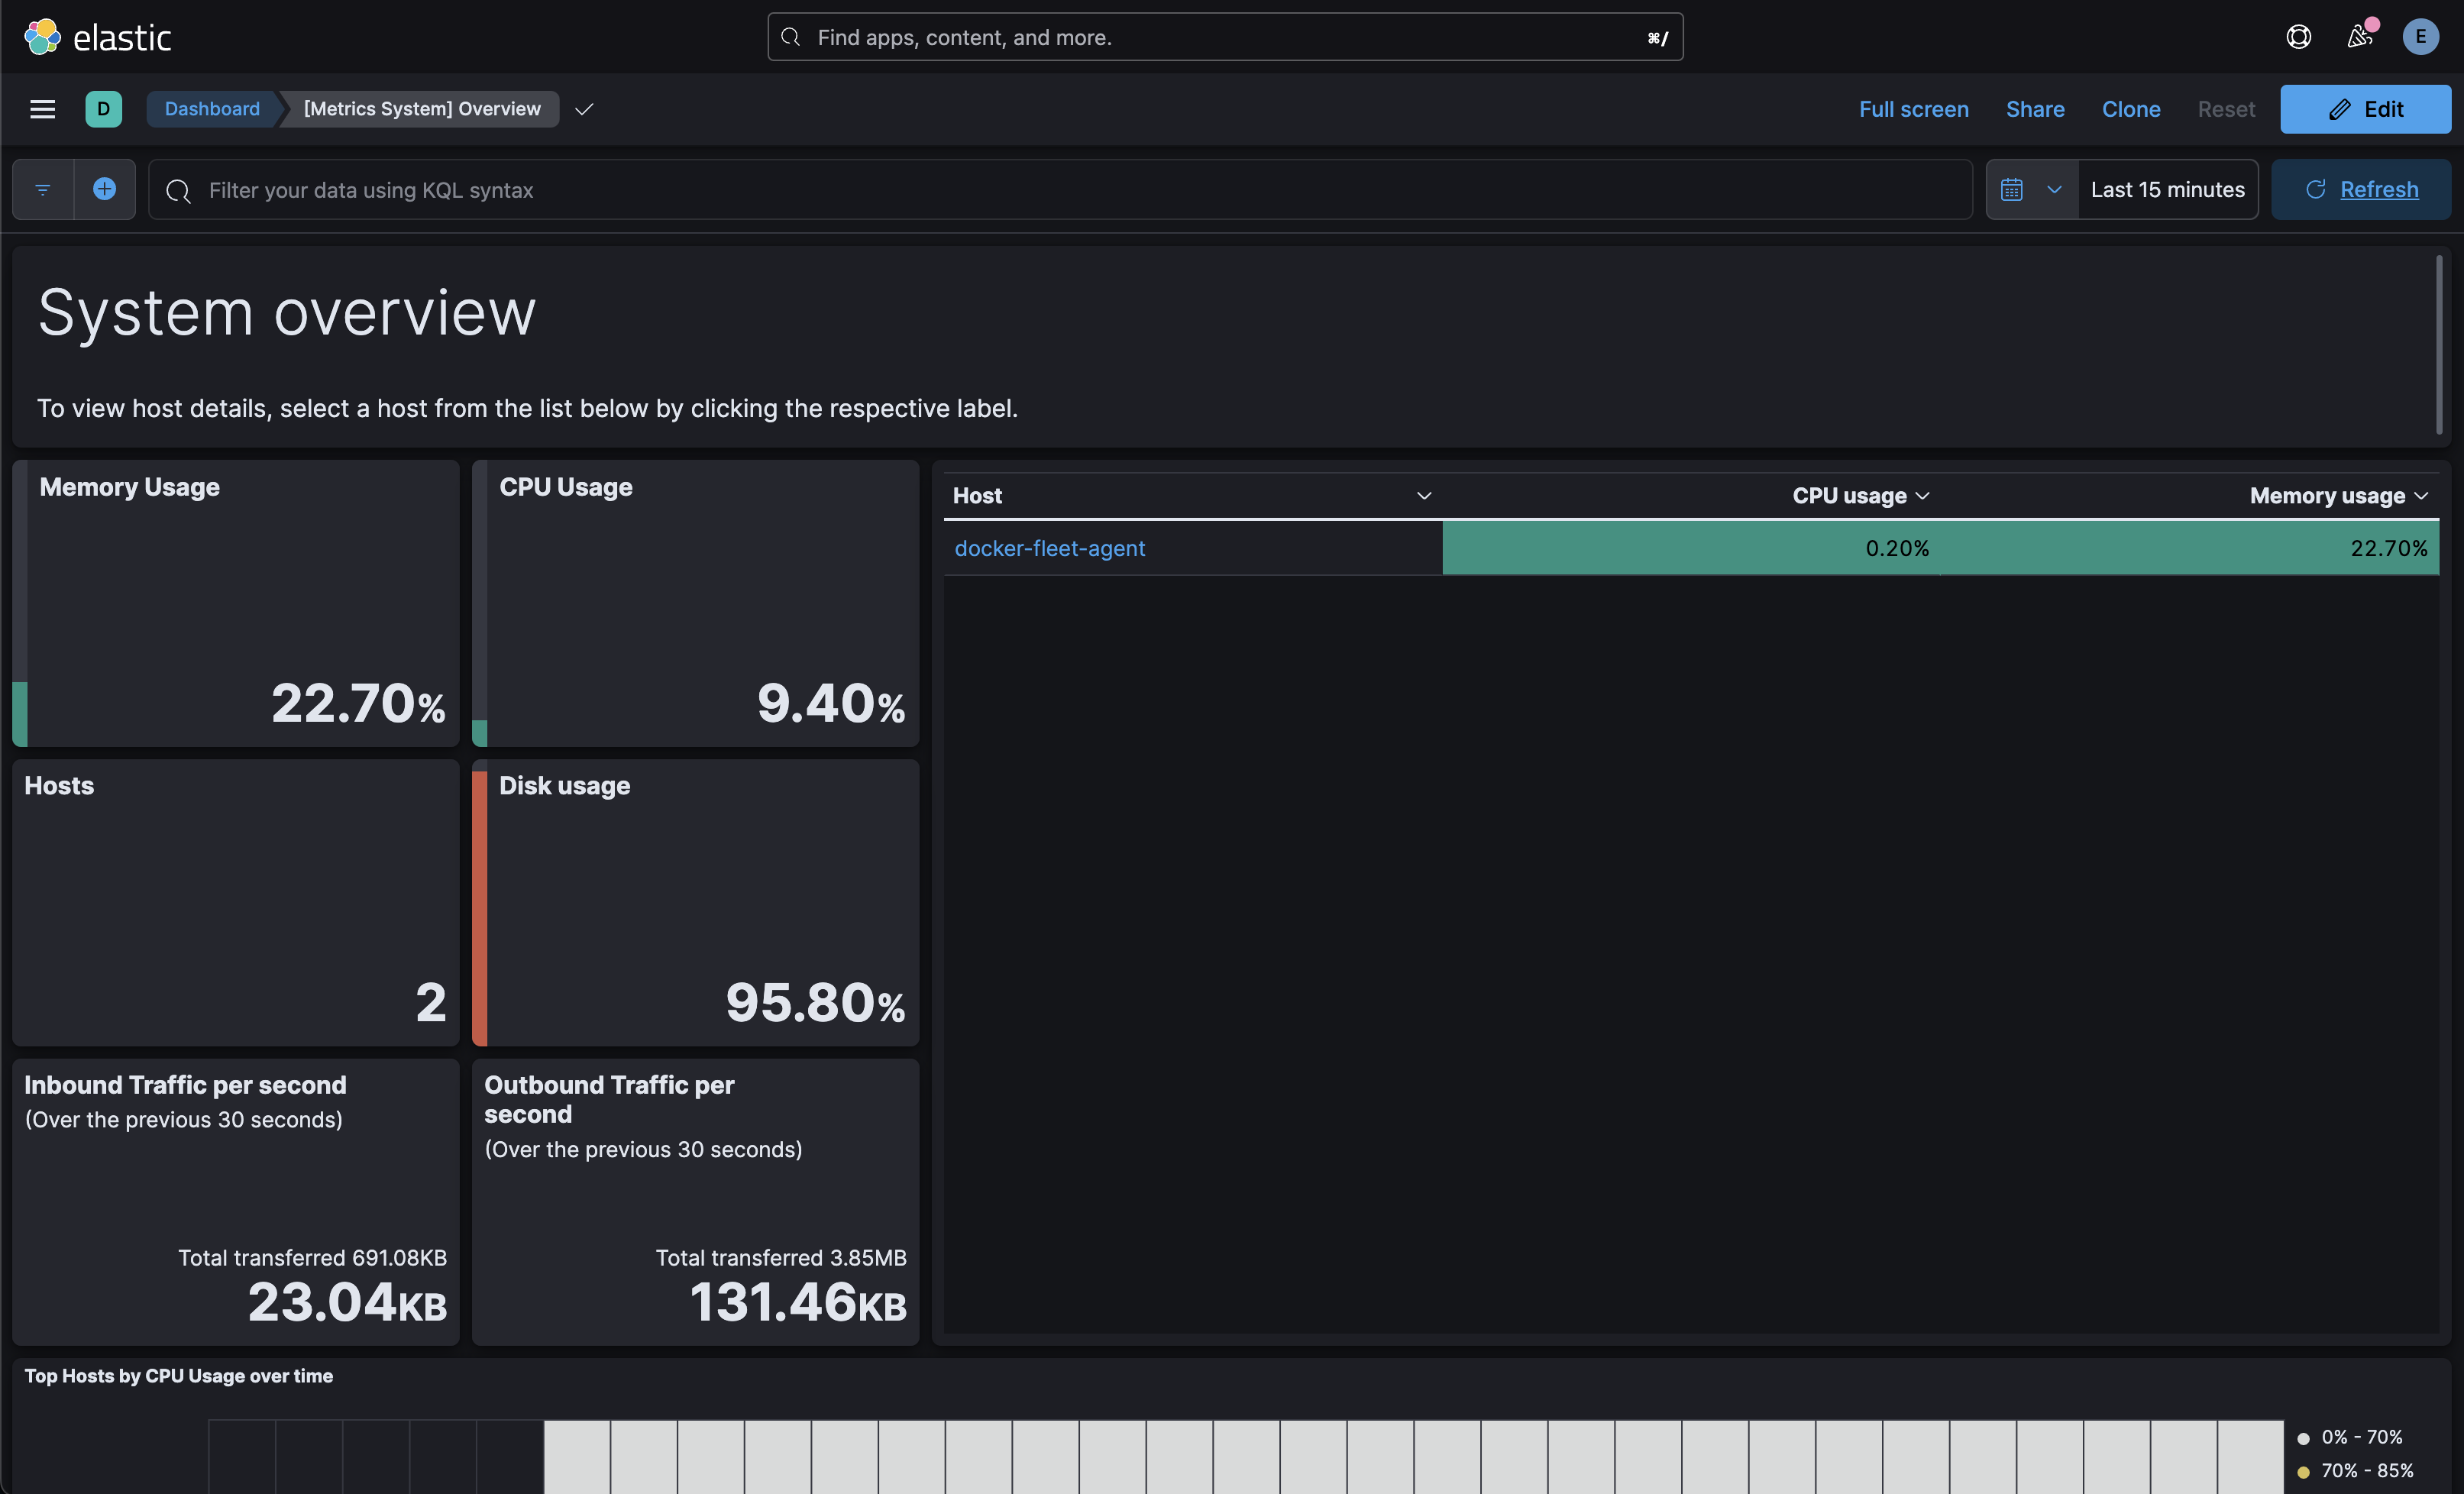 elastic
Find apps, content, and more.
⌘/
E
D
Dashboard
[Metrics System] Overview
Full screen
Share
Clone
Reset
Edit
Filter your data using KQL syntax
Last 15 minutes
Refresh
System overview
To view host details, select a host from the list below by clicking the respective label.
Memory Usage
22.70%
CPU Usage
9.40%
Host
CPU usage
Memory usage
docker-fleet-agent
0.20%
22.70%
Hosts
2
Disk usage
95.80%
Inbound Traffic per second
(Over the previous 30 seconds)
Total transferred 691.08KB
23.04KB
Outbound Traffic per
second
(Over the previous 30 seconds)
Total transferred 3.85MB
131.46KB
Top Hosts by CPU Usage over time
0% - 70%
70% - 85%